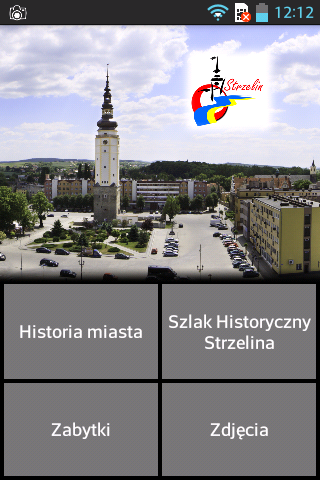 12:12
Strzelin
Historia miasta
Szlak Historyczny
Strzelina
Zabytki
Zdjęcia